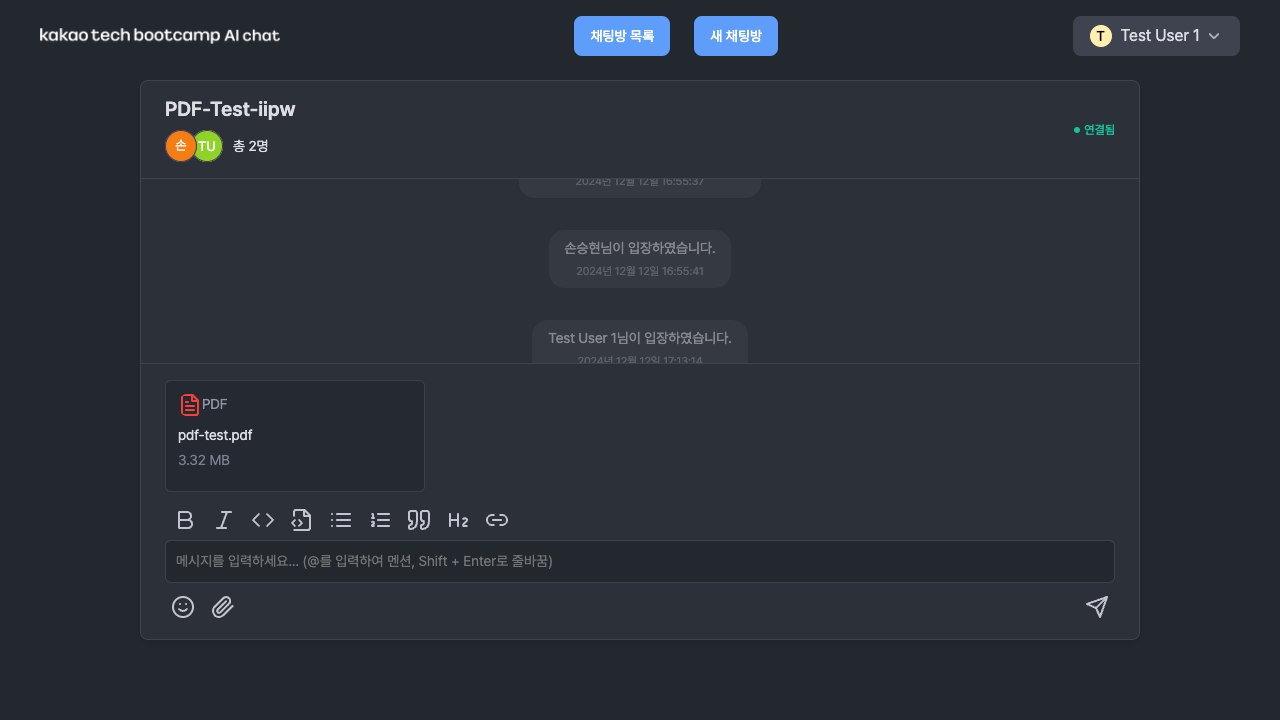 kakao tech bootcamp AI chat
채팅방 목록
새 채팅방
T
Test User 1
PDF-Test-iipw
손
TU
총 2명
연결됨
2024년 12월 12일 16:55:37
손승현님이 입장하였습니다.
2024년 12월 12일 16:55:41
Test User 1님이 입장하였습니다.
2024년 12월 12일 17:13:14
PDF
pdf-test.pdf
3.32 MB
메시지를 입력하세요... (@를 입력하여 멘션, Shift + Enter로 줄바꿈)